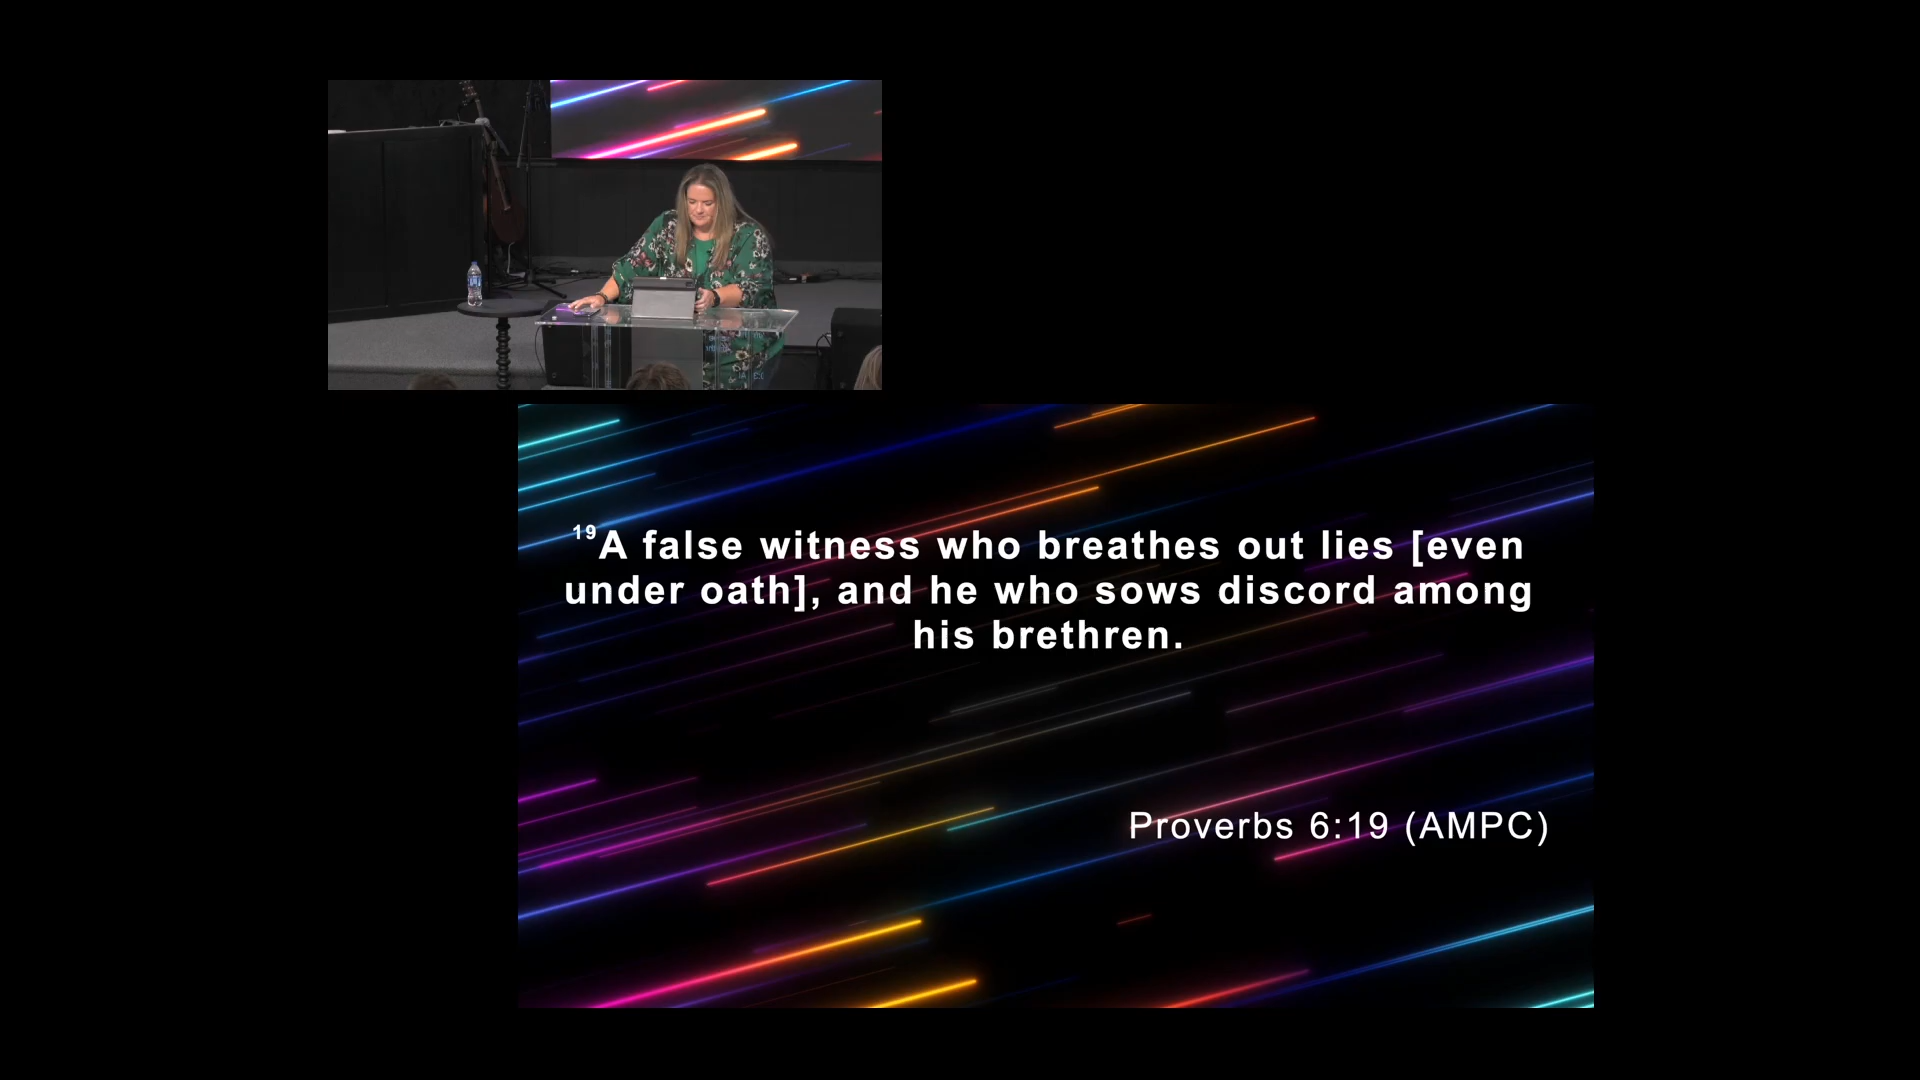 19A false witness who breathes out lies [even
under oath], and he who sows discord among
his brethren.
Proverbs 6:19 (AMPC)